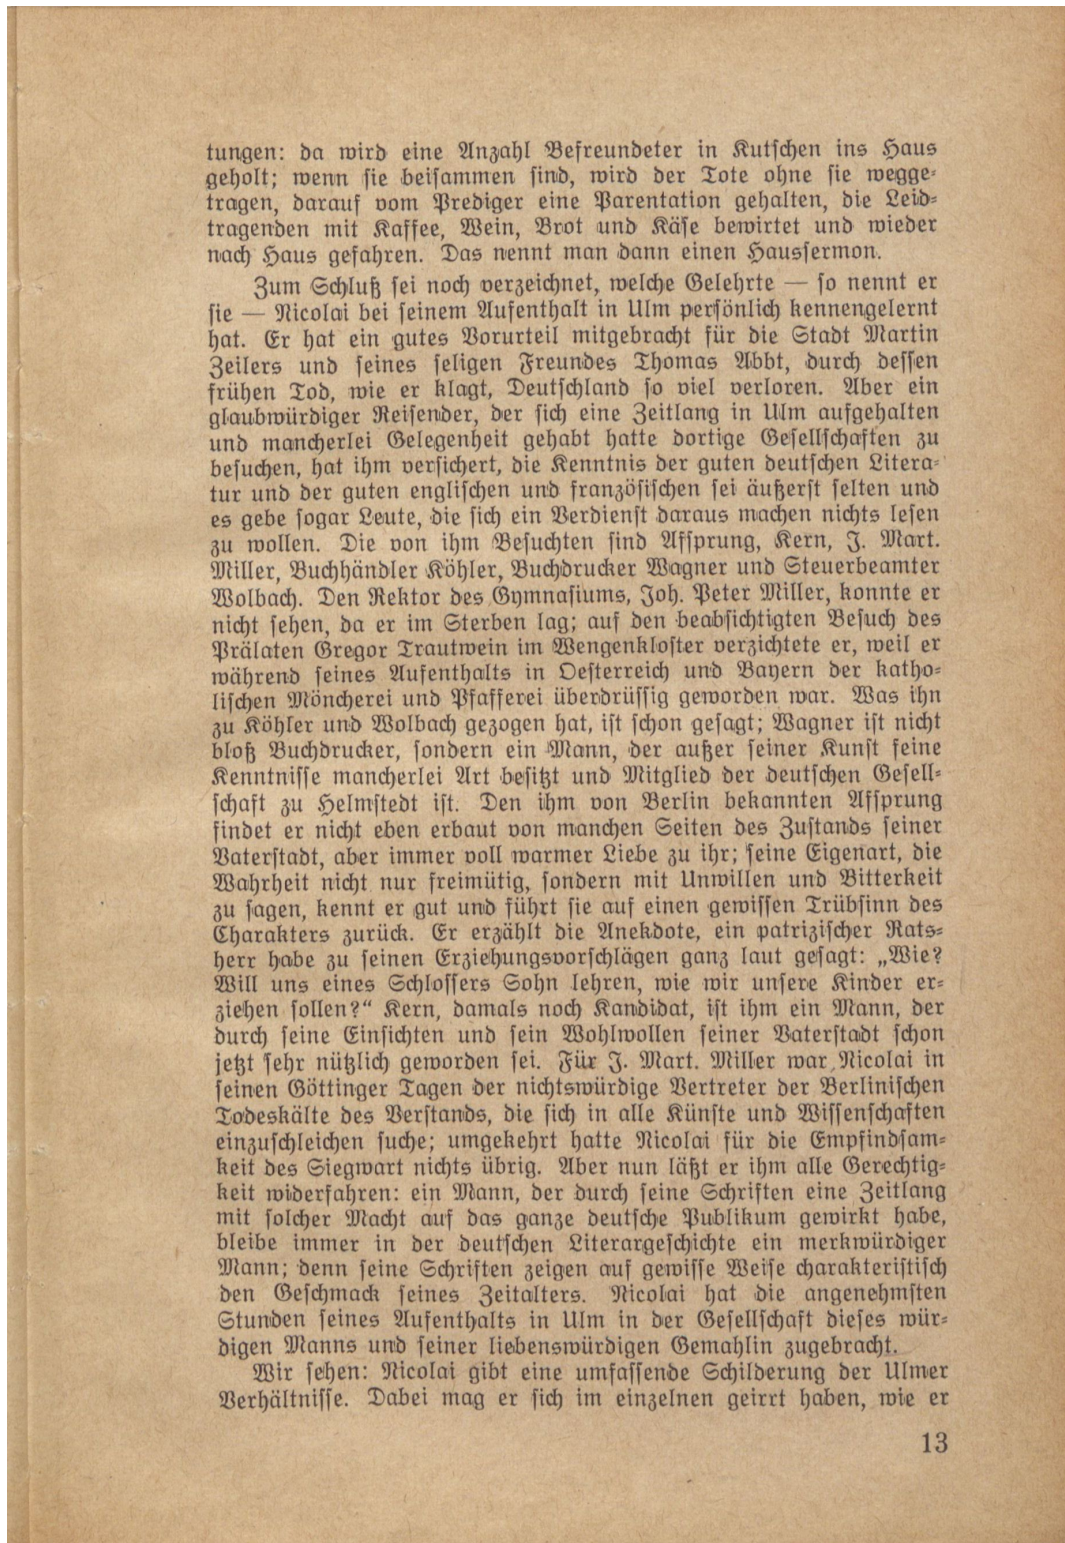 tungen: da wird eine Anzahl Befreundeter in Kutschen ins Haus
geholt; wenn sie beisammen sind, wird der Tote ohne sie wegge-
tragen, darauf vom Prediger eine Parentation gehalten, die Leid-
tragenden mit Kaffee, Wein, Brot und Käse bewirtet und wieder
nach Haus gefahren. Das nennt man dann einen Haussermon.
Zum Schluß sei noch verzeichnet, welche Gelehrte — so nennt er
sie — Nicolai bei seinem Aufenthalt in Ulm persönlich kennengelernt
hat. Er hat ein gutes Vorurteil mitgebracht für die Stadt Martin
Zeilers und seines seligen Freundes Thomas Abbt, durch dessen
frühen Tod, wie er klagt, Deutschland so viel verloren. Aber ein
glaubwürdiger Reisender, der sich eine Zeitlang in Ulm aufgehalten
und mancherlei Gelegenheit gehabt hatte dortige Gesellschaften zu
besuchen, hat ihm versichert, die Kenntnis der guten deutschen Litera-
tur und der guten englischen und französischen sei äußerst selten und
es gebe sogar Leute, die sich ein Verdienst daraus machen nichts lesen
zu wollen. Die von ihm Besuchten sind Afsprung, Kern, J. Mart.
Miller, Buchhändler Köhler, Buchdrucker Wagner und Steuerbeamter
Wolbach. Den Rektor des Gymnasiums, Joh. Peter Miller, konnte er
nicht sehen, da er im Sterben lag; auf den beabsichtigten Besuch des
Prälaten Gregor Trautwein im Wengenkloster verzichtete er, weil er
während seines Aufenthalts in Oesterreich und Bayern der katho-
lischen Möncherei und Pfafferei überdrüssig geworden war. Was ihn
zu Köhler und Wolbach gezogen hat, ist schon gesagt; Wagner ist nicht
bloß Buchdrucker, sondern ein Mann, der außer seiner Kunst feine
Kenntnisse mancherlei Art besitzt und Mitglied der deutschen Gesell-
schaft zu Helmstedt ist. Den ihm von Berlin bekannten Afsprung
findet er nicht eben erbaut von manchen Seiten des Zustands seiner
Vaterstadt, aber immer voll warmer Liebe zu ihr; seine Eigenart, die
Wahrheit nicht nur freimütig, sondern mit Unwillen und Bitterkeit
zu sagen, kennt er gut und führt sie auf einen gewissen Trübsinn des
Charakters zurück. Er erzählt die Anekdote, ein patrizischer Rats-
herr habe zu seinen Erziehungsvorschlägen ganz laut gesagt: „Wie?
Will uns eines Schlossers Sohn lehren, wie wir unsere Kinder er-
ziehen sollen?“ Kern, damals noch Kandidat, ist ihm ein Mann, der
durch seine Einsichten und sein Wohlwollen seiner Vaterstadt schon
jetzt sehr nützlich geworden sei. Für J. Mart. Miller war Nicolai in
seinen Göttinger Tagen der nichtswürdige Vertreter der Berlinischen
Todeskälte des Verstands, die sich in alle Künste und Wissenschaften
einzuschleichen suche; umgekehrt hatte Nicolai für die Empfindsam-
keit des Siegwart nichts übrig. Aber nun läßt er ihm alle Gerechtig-
keit widerfahren: ein Mann, der durch seine Schriften eine Zeitlang
mit solcher Macht auf das ganze deutsche Publikum gewirkt habe,
bleibe immer in der deutschen Literargeschichte ein merkwürdiger
Mann; denn seine Schriften zeigen auf gewisse Weise charakteristisch
den Geschmack seines Zeitalters. Nicolai hat die angenehmsten
Stunden seines Aufenthalts in Ulm in der Gesellschaft dieses wür-
digen Manns und seiner liebenswürdigen Gemahlin zugebracht.
Wir sehen: Nicolai gibt eine umfassende Schilderung der Ulmer
Verhältnisse. Dabei mag er sich im einzelnen geirrt haben, wie er
13